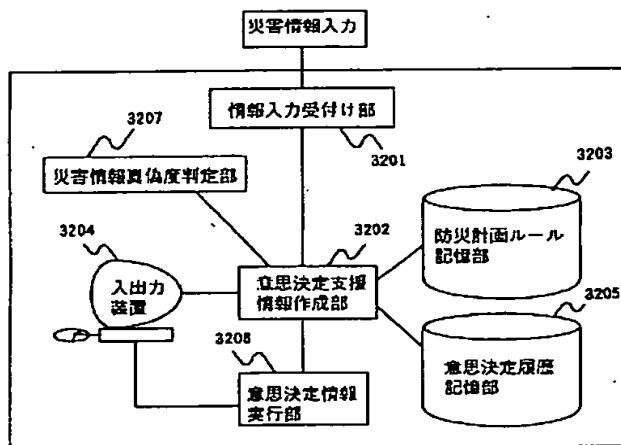 災害情報入力
情報入力受付け部
3201
3207
災害情報真偽度判定部
3203
防災計画ルール
記憶部
3204
入出力
装置
3202
意思決定支援
情報作成部
3205
意思決定履歴
記憶部
3206
意思決定情報
実行部